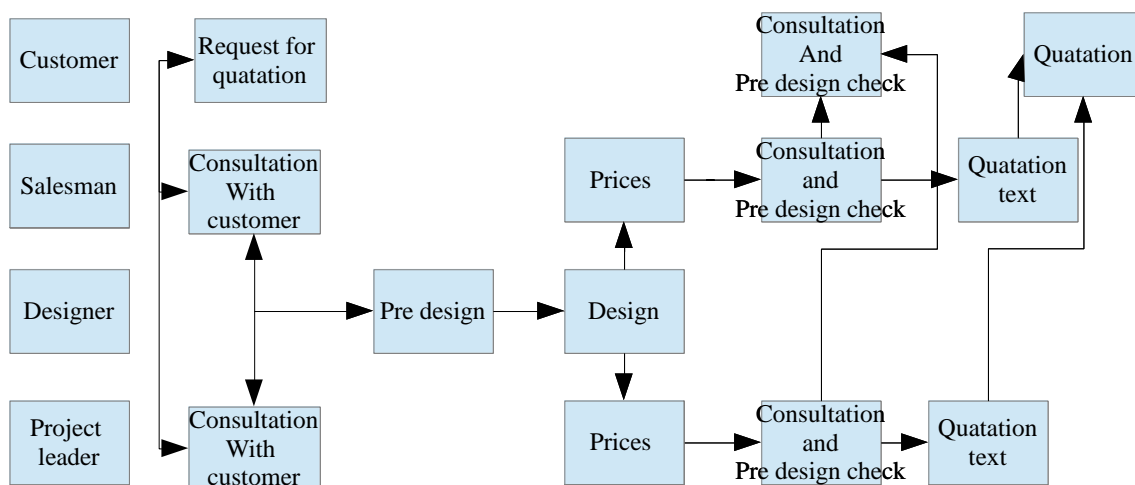 Customer
Request for
quatation
Consultation
And
Pre design check
Quatation
Salesman
Consultation
With
customer
Prices
Consultation
and
Pre design check
Quatation
text
Designer
Pre design
Design
Project
leader
Consultation
With
customer
Prices
Consultation
and
Pre design check
Quatation
text